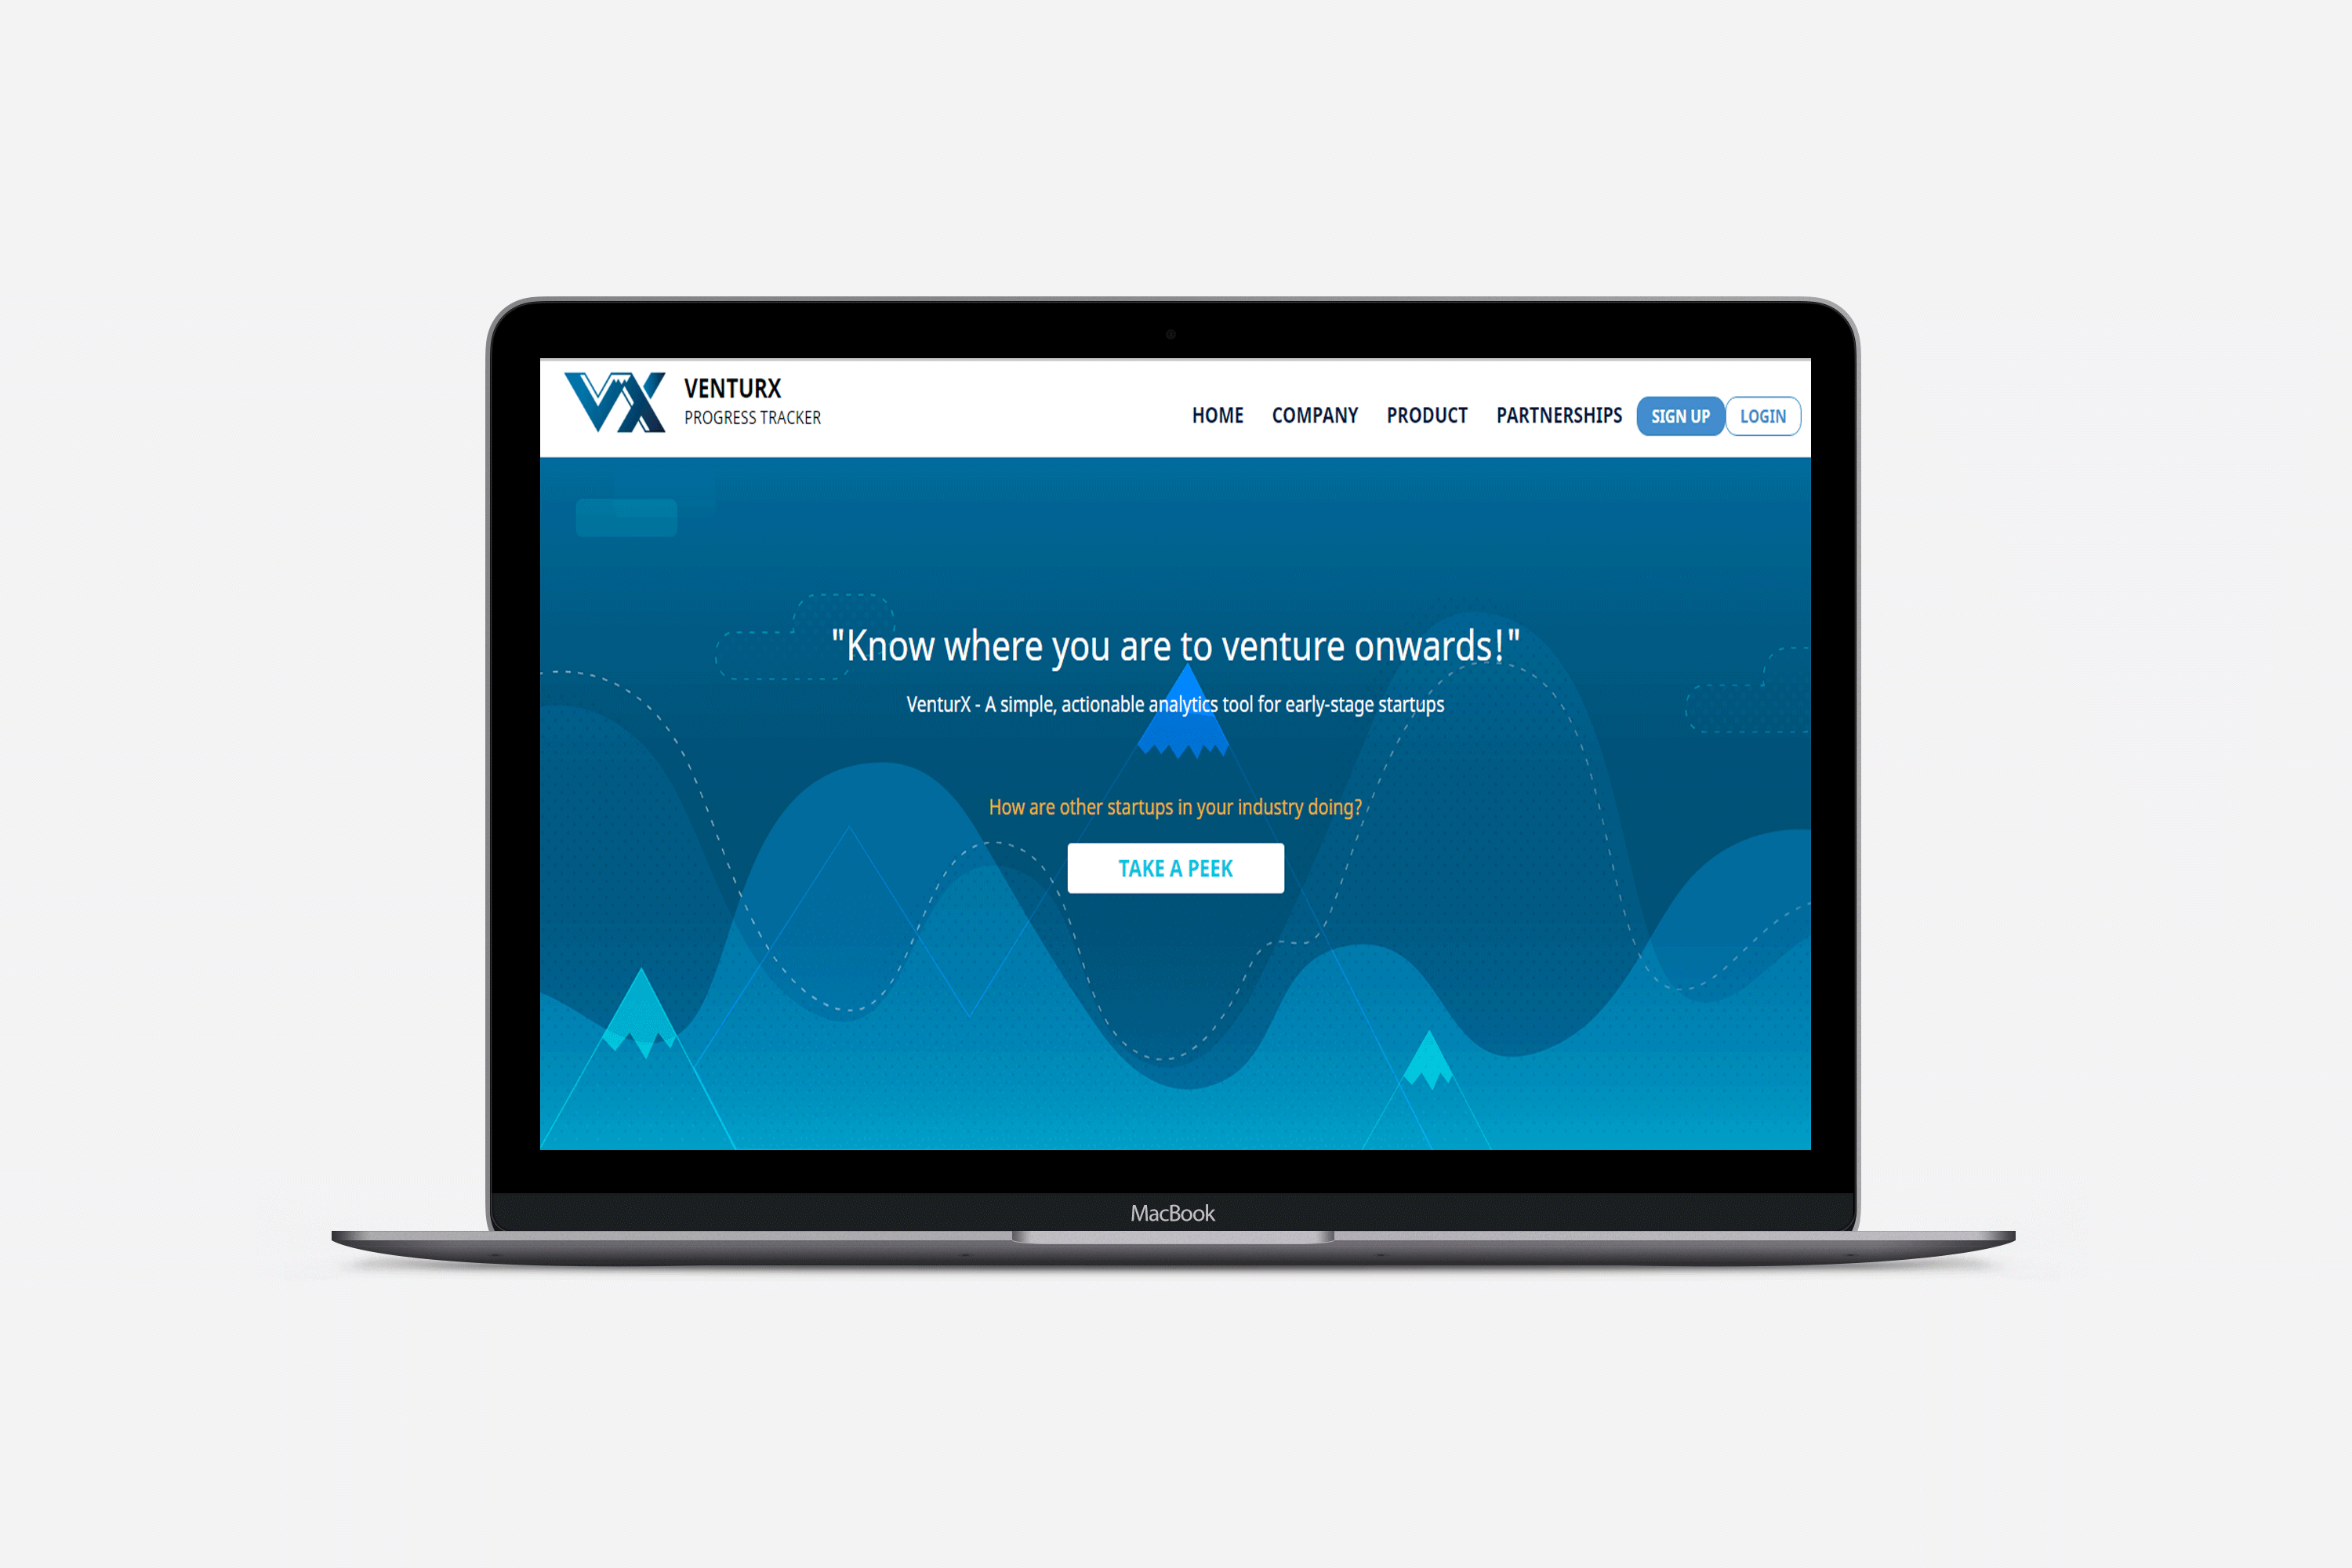 VX
VENTURX
PROGRESS TRACKER
HOME COMPANY PRODUCT PARTNERSHIPS SIGN UP LOGIN
"Know where you are to venture onwards!"
VenturX - A simple, actionable analytics tool for early-stage startups
How are other startups in your industry doing?
TAKE A PEEK
MacBook